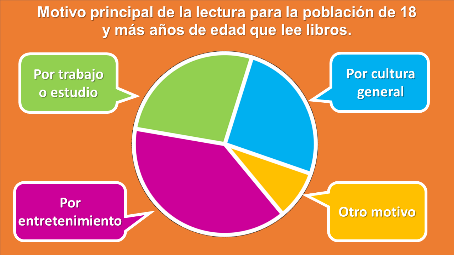 Motivo principal de la lectura para la población de 18
y más años de edad que lee libros.
Por trabajo
o estudio
Por cultura
general
Por
entretenimiento
Otro motivo